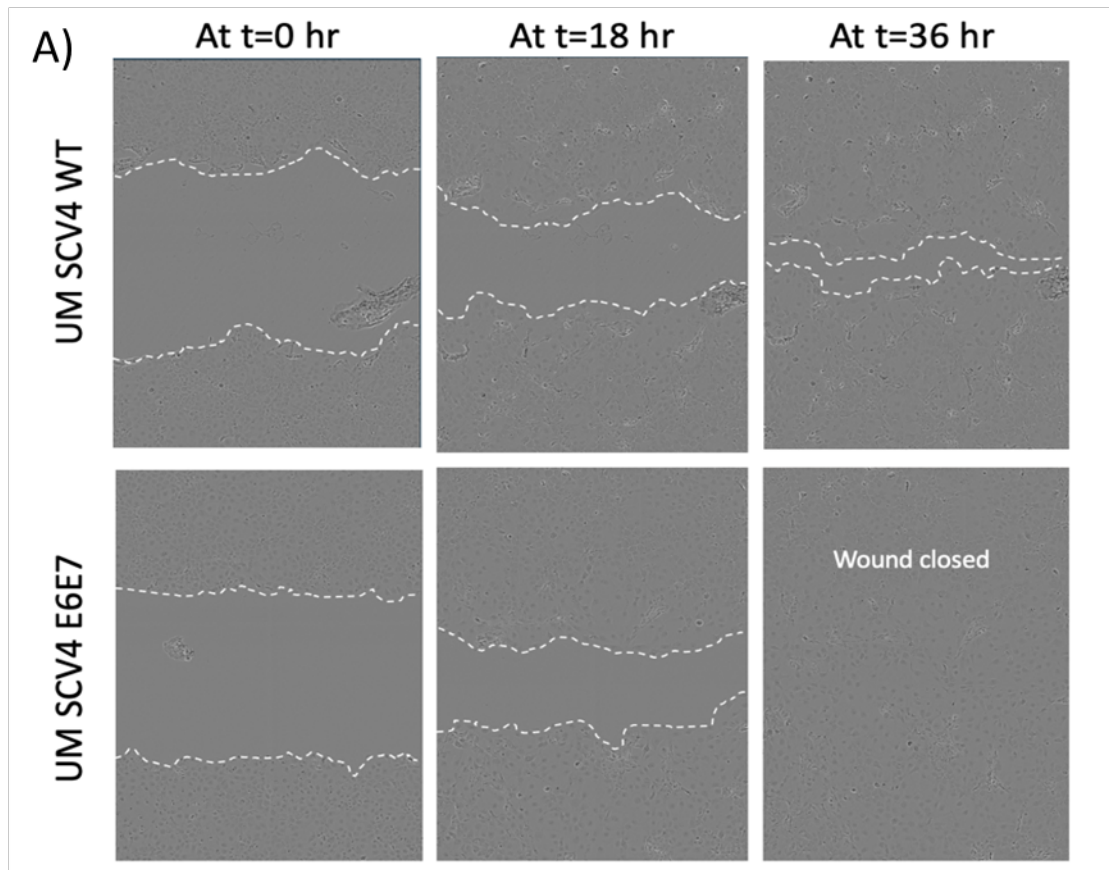 A)
At t=0 hr
At t=18 hr
At t=36 hr
UM SCV4 WT
UM SCV4 E6E7
Wound closed